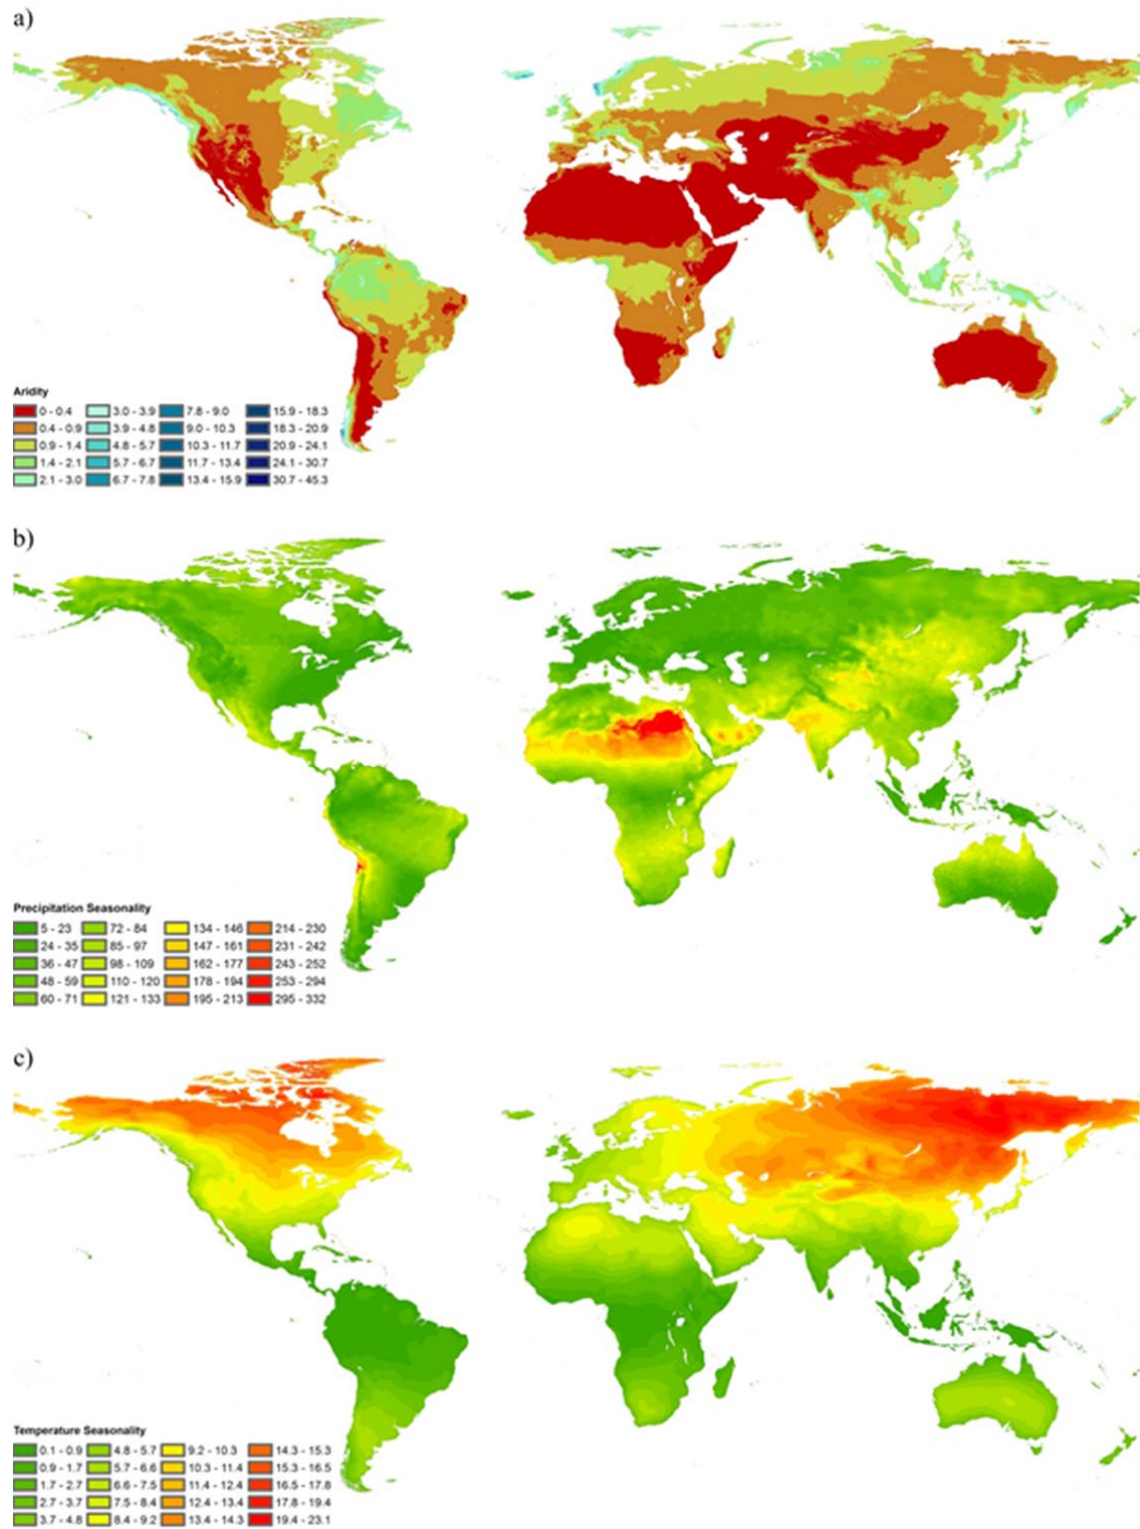 a)
Aridity
0 - 0.4 3.0 - 3.9 7.8 - 9.0 15.9 - 18.3
0.4 - 0.9 3.9 - 4.8 9.0 - 10.3 18.3 - 20.9
0.9 - 1.4 4.8 - 5.7 10.3 - 11.7 20.9 - 24.1
1.4 - 2.1 5.7 - 6.7 11.7 - 13.4 24.1 - 30.7
2.1 - 3.0 6.7 - 7.8 13.4 - 15.9 30.7 - 45.3
b)
Precipitation Seasonality
5 - 23 72 - 84 134 - 146 214 - 230
24 - 35 85 - 97 147 - 161 231 - 242
36 - 47 98 - 109 162 - 177 243 - 252
48 - 59 110 - 120 178 - 194 253 - 294
60 - 71 121 - 133 195 - 213 295 - 332
c)
Temperature Seasonality
0.1 - 0.9 4.8 - 5.7 9.2 - 10.3 14.3 - 15.3
0.9 - 1.7 5.7 - 6.6 10.3 - 11.4 15.3 - 16.5
1.7 - 2.7 6.6 - 7.5 11.4 - 12.4 16.5 - 17.8
2.7 - 3.7 7.5 - 8.4 12.4 - 13.4 17.8 - 19.4
3.7 - 4.8 8.4 - 9.2 13.4 - 14.3 19.4 - 23.1